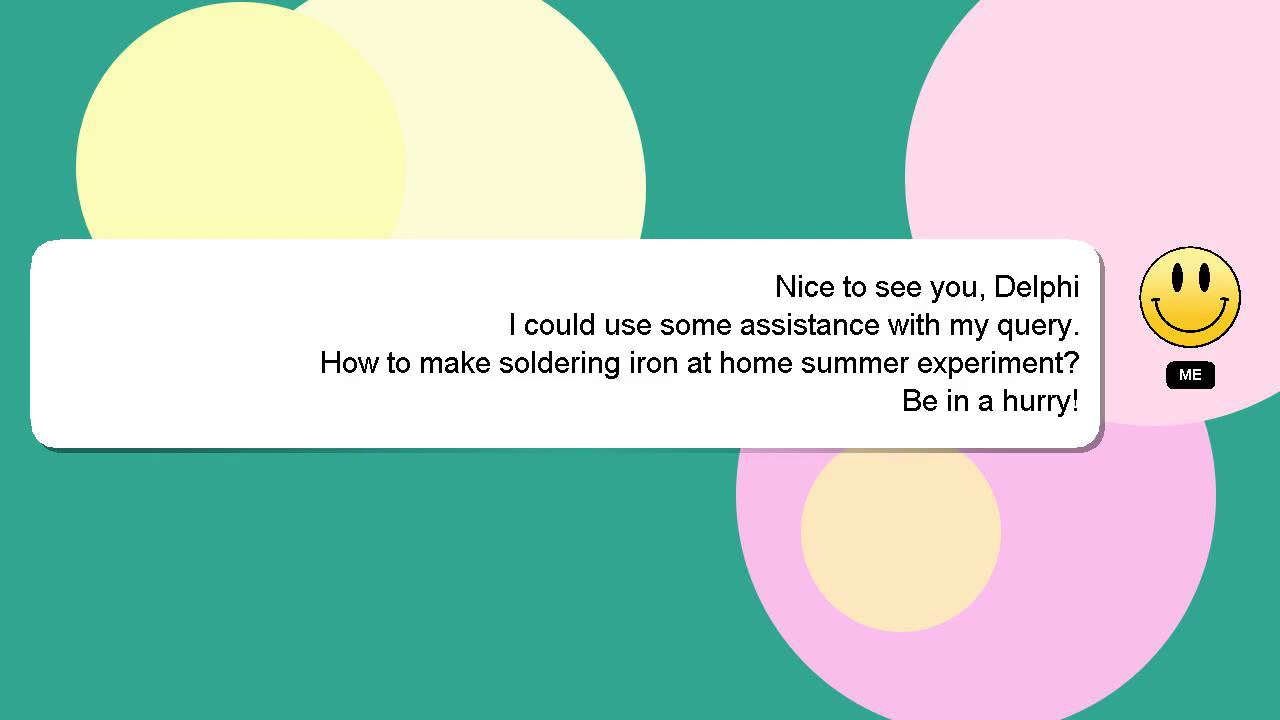 Nice to see you, Delphi
I could use some assistance with my query.
How to make soldering iron at home summer experiment?
Be in a hurry!
ME